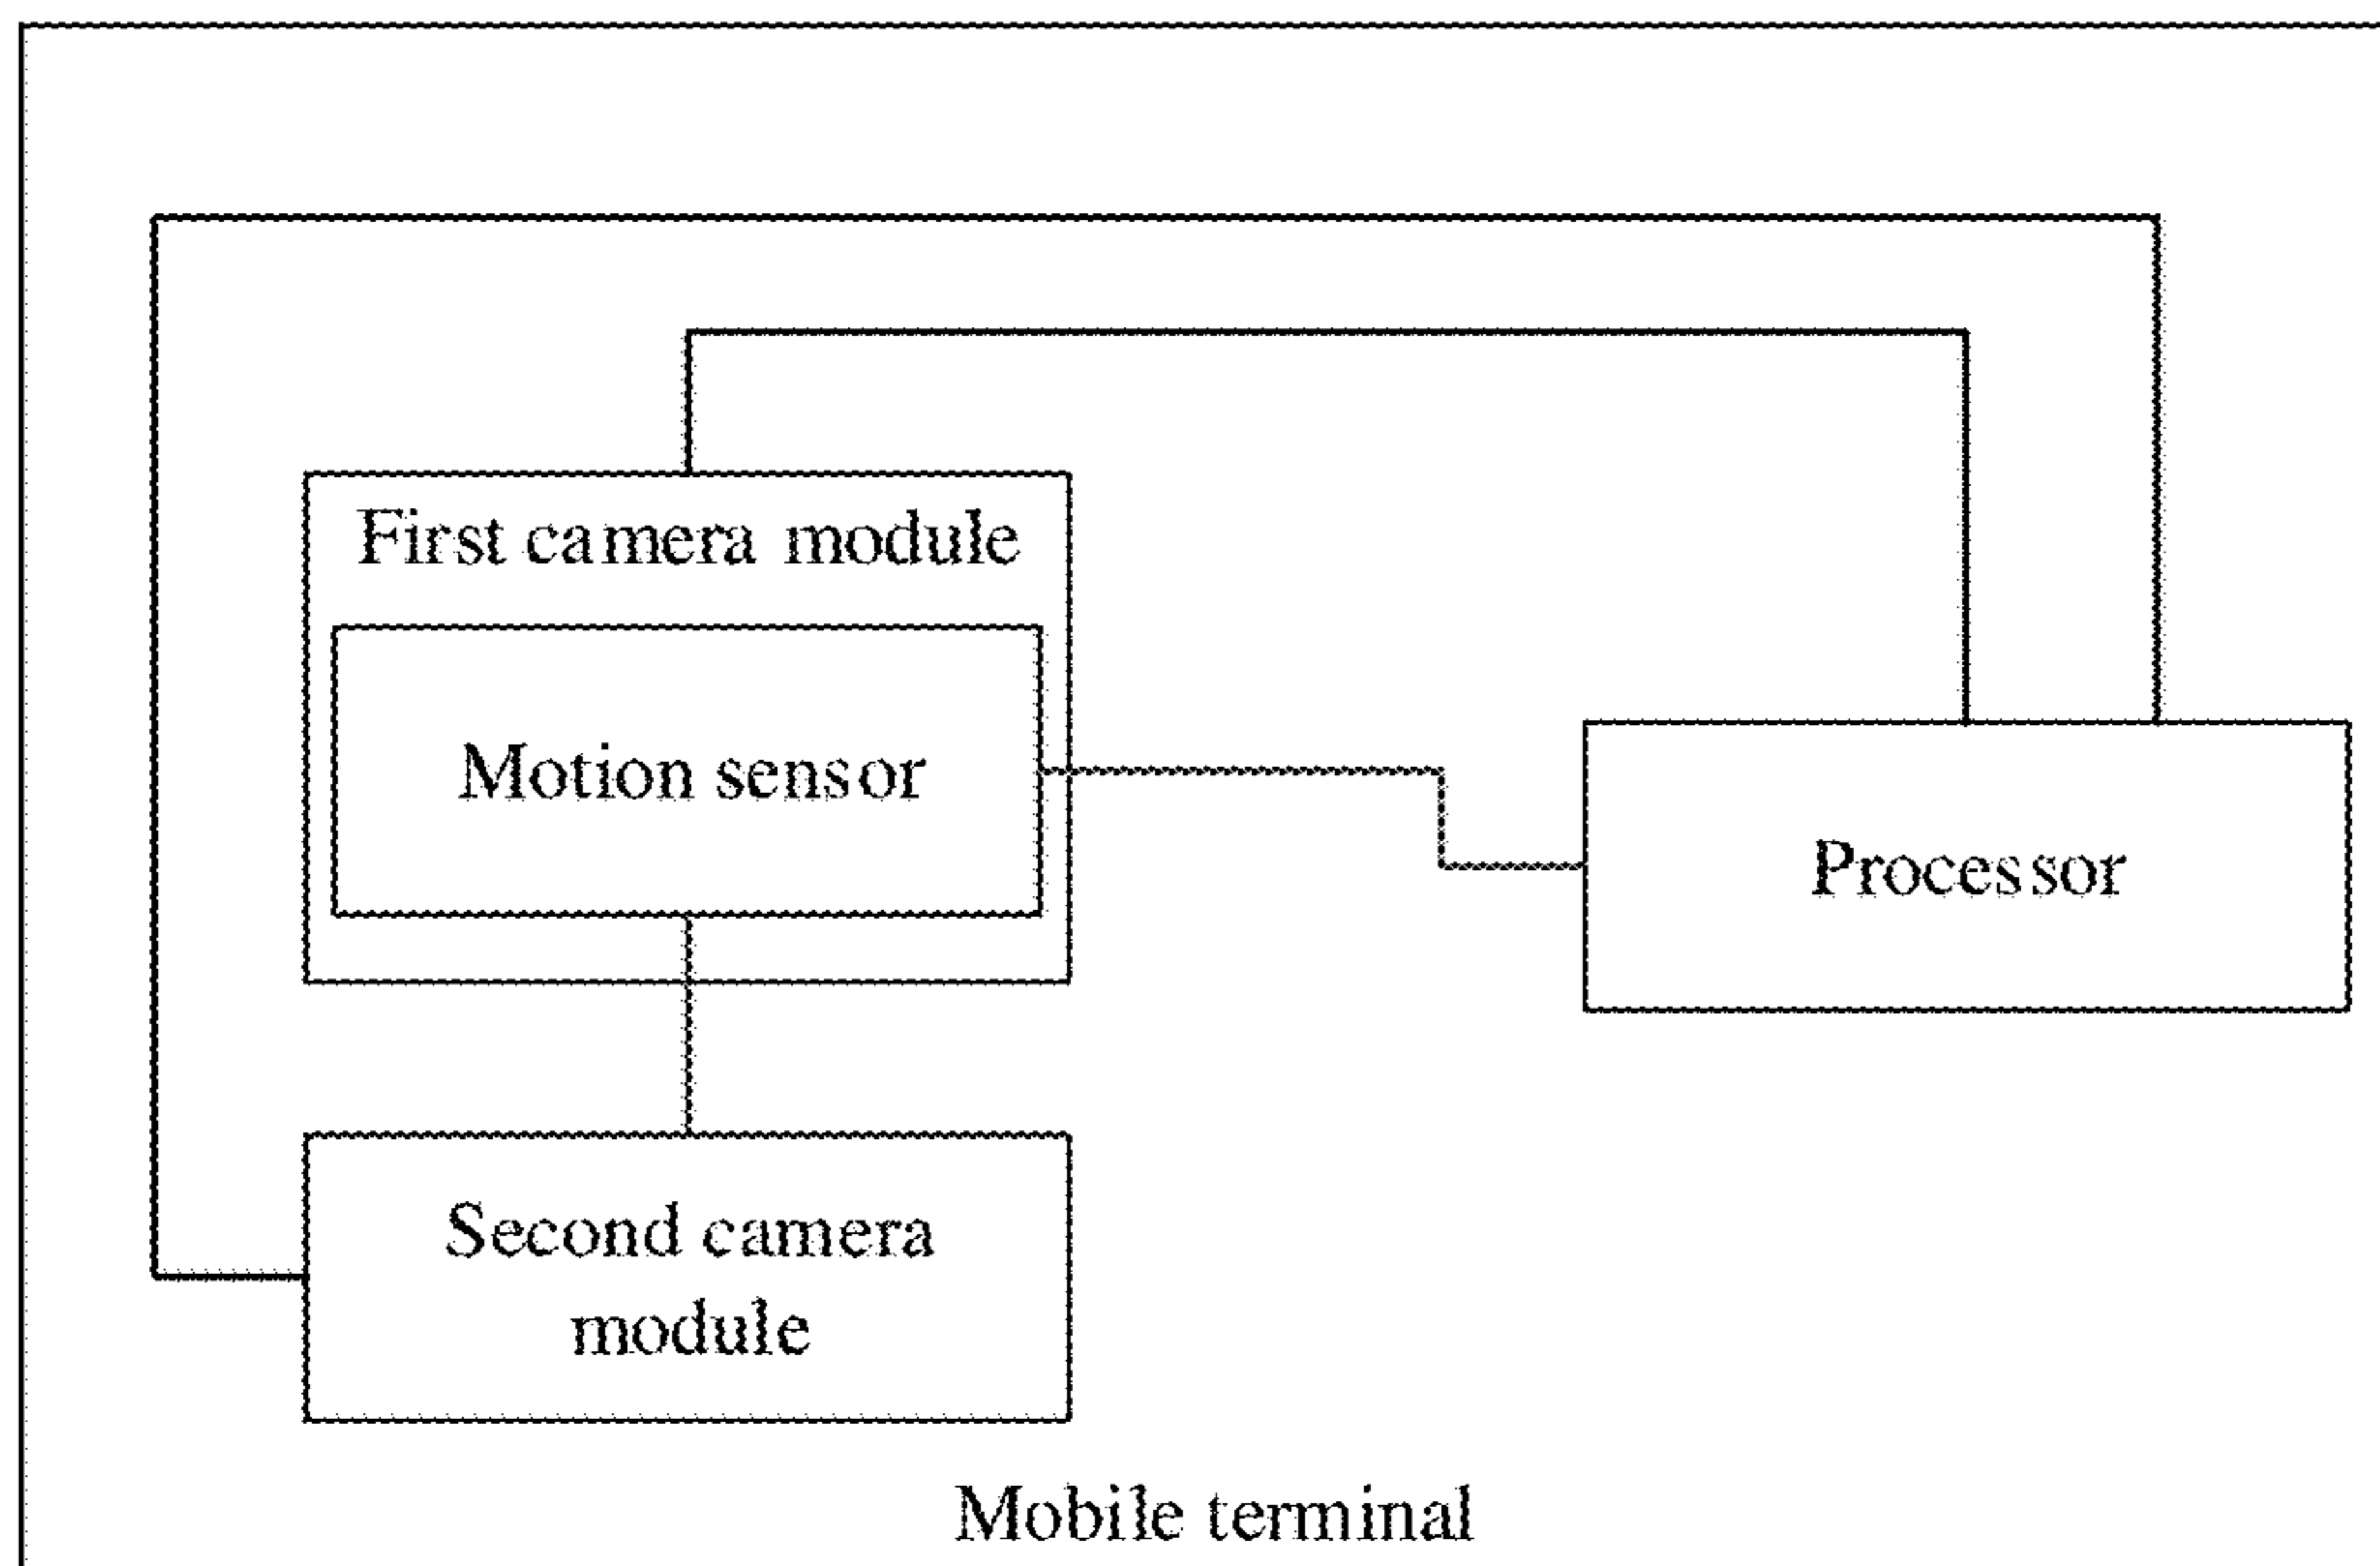 First camera module
Motion sensor
Processor
Second camera
module
Mobile terminal